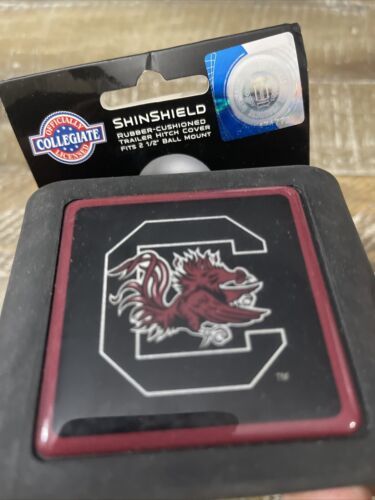 OFFICIALLY
COLLEGIATE
LICENSED
SHINSHIELD
RUBBER-CUSHIONED
TRAILER HITCH COVER
FITS 2 1/2" BALL MOUNT
C
TM